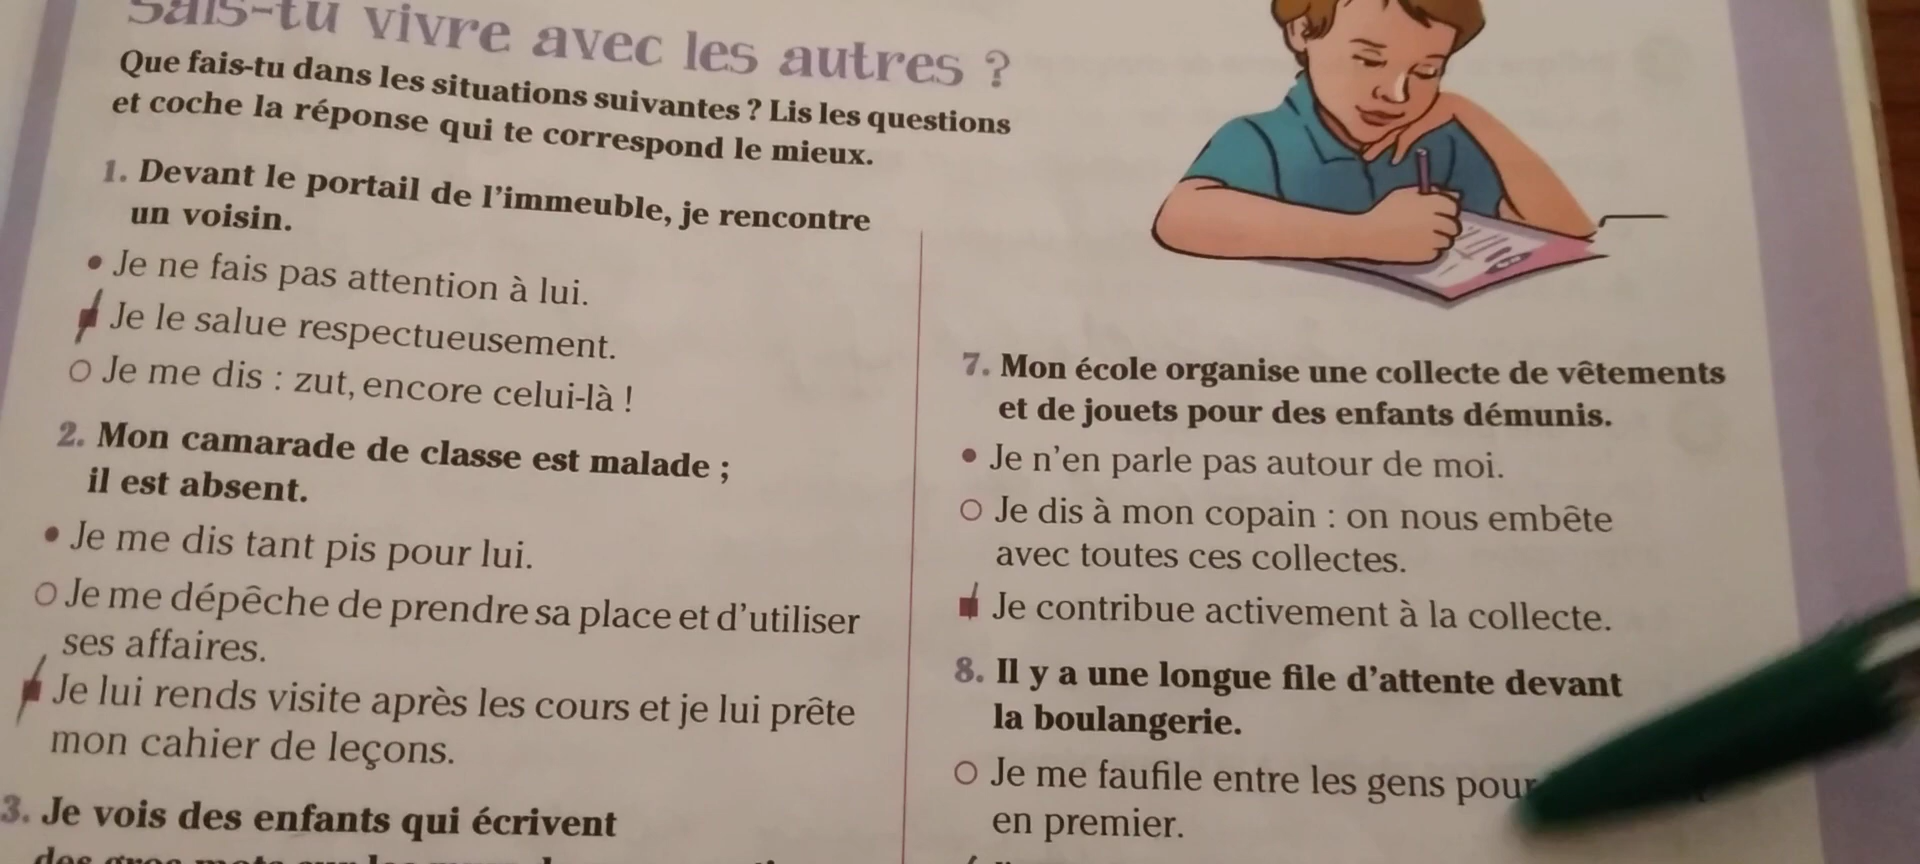 Sais-tu vivre avec les autres ?
Que fais-tu dans les situations suivantes ? Lis les questions
et coche la réponse qui te correspond le mieux.
1. Devant le portail de l'immeuble, je rencontre
un voisin.
• Je ne fais pas attention à lui.
■ Je le salue respectueusement.
○ Je me dis : zut, encore celui-là !
2. Mon camarade de classe est malade ;
il est absent.
• Je me dis tant pis pour lui.
○ Je me dépêche de prendre sa place et d'utiliser
ses affaires.
■ Je lui rends visite après les cours et je lui prête
mon cahier de leçons.
3. Je vois des enfants qui écrivent
7. Mon école organise une collecte de vêtements
et de jouets pour des enfants démunis.
• Je n'en parle pas autour de moi.
○ Je dis à mon copain : on nous embête
avec toutes ces collectes.
■ Je contribue activement à la collecte.
8. Il y a une longue file d'attente devant
la boulangerie.
○ Je me faufile entre les gens pour
en premier.